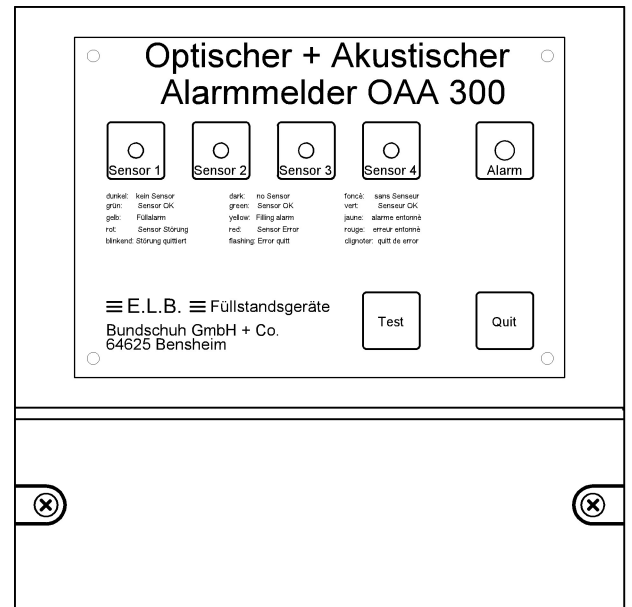 Optischer + Akustischer
Alarmmelder OAA 300
Sensor 1 Sensor 2 Sensor 3 Sensor 4 Alarm
dunkel: kein Sensor dark: no Sensor foncè: sans Senseur
grün: Sensor OK green: Sensor OK vert: Senseur OK
gelb: Füllalarm yellow: Filling alarm jaune: alarme entonnè
rot: Sensor Störung red: Sensor Error rouge: erreur entonnè
blinkend: Störung quittiert flashing: Error quitt clignoter: quitt de error
E.L.B. Füllstandsgeräte
Bundschuh GmbH + Co.
64625 Bensheim
Test Quit